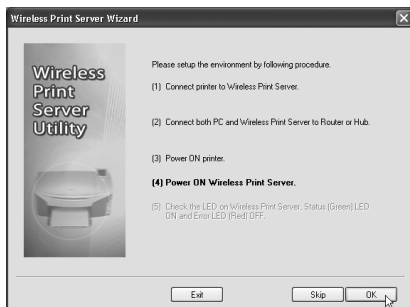 Wireless Print Server Wizard
Wireless
Print
Server
Utility
Please setup the environment by following procedure.
(1) Connect printer to Wireless Print Server.
(2) Connect both PC and Wireless Print Server to Router or Hub.
(3) Power ON printer.
(4) Power ON Wireless Print Server.
(5) Check the LED on Wireless Print Server, Status (Green) LED
ON and Error LED (Red) OFF.
Exit
Skip
OK